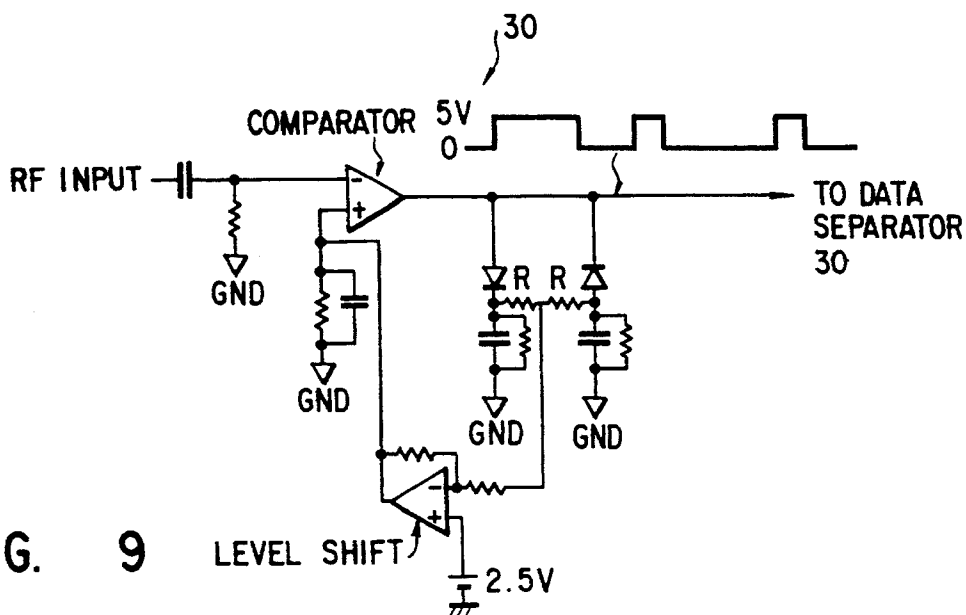 30
5V
0
COMPARATOR
RF INPUT
-
+
TO DATA
SEPARATOR
30
GND
R R
GND
GND
GND
-
+
G. 9
LEVEL SHIFT
2.5V